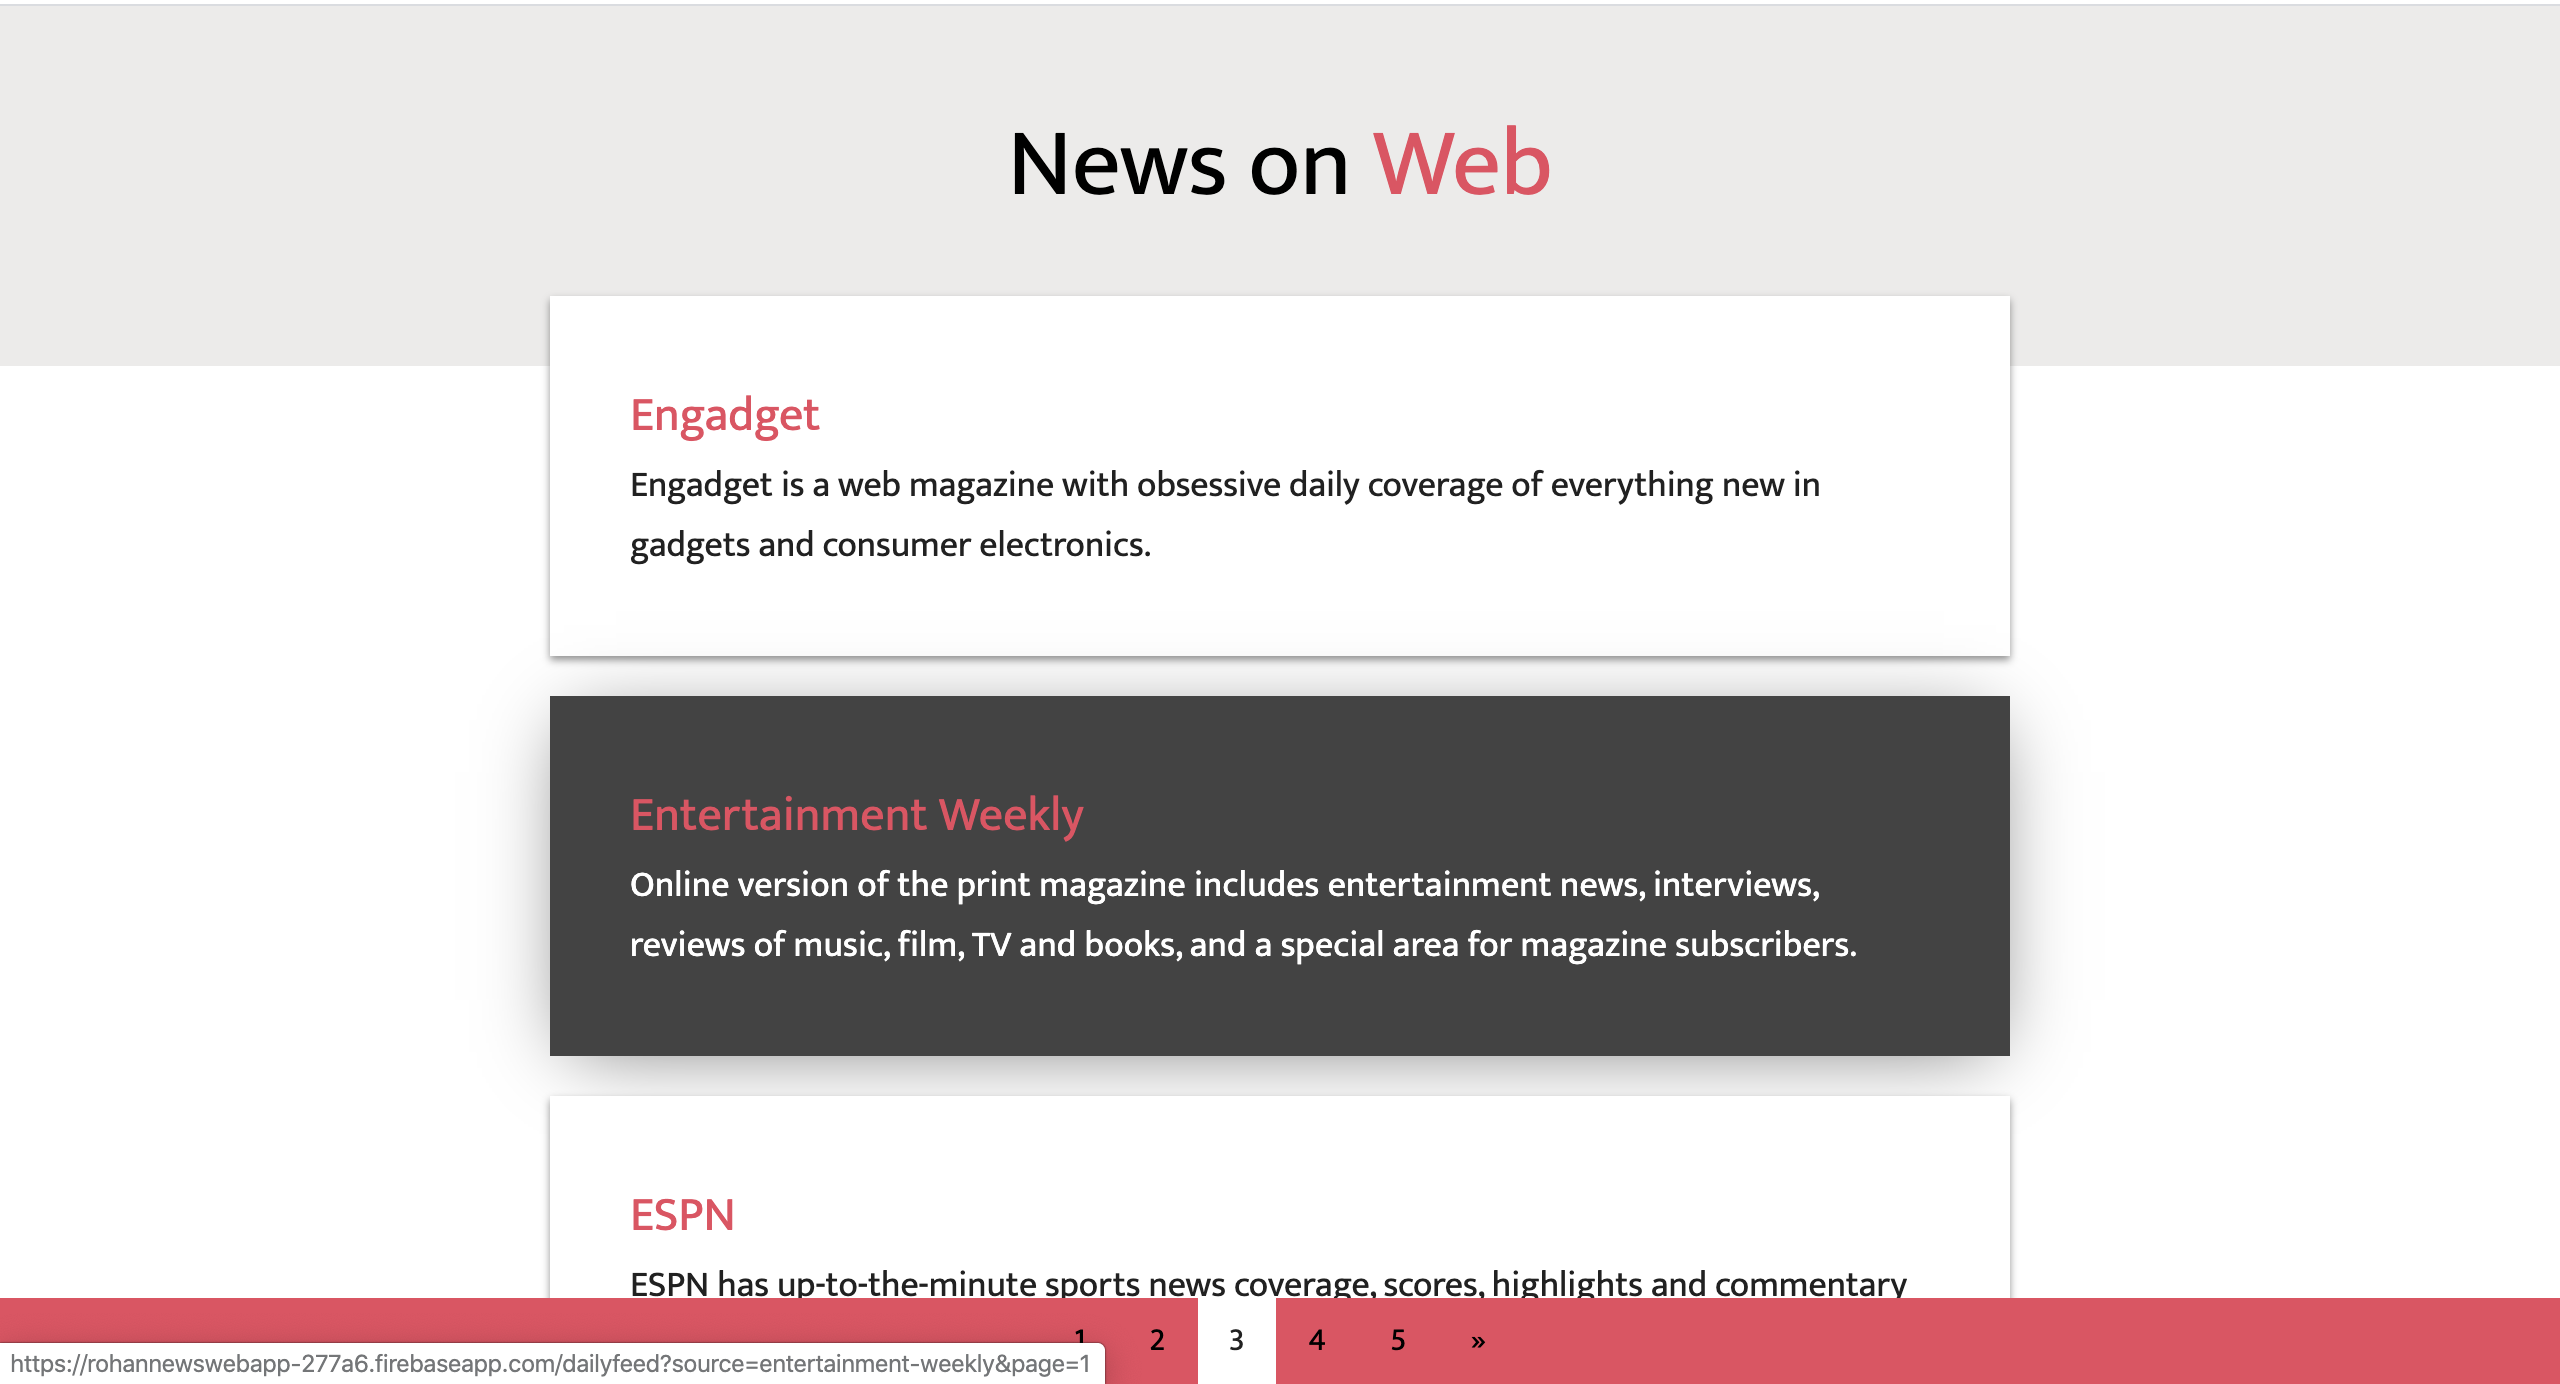 News on Web
Engadget
Engadget is a web magazine with obsessive daily coverage of everything new in
gadgets and consumer electronics.
Entertainment Weekly
Online version of the print magazine includes entertainment news, interviews,
reviews of music, film, TV and books, and a special area for magazine subscribers.
ESPN
ESPN has up-to-the-minute sports news coverage, scores, highlights and commentary
1 2 3 4 5 »
https://rohannewswebapp-277a6.firebaseapp.com/dailyfeed?source=entertainment-weekly&page=1